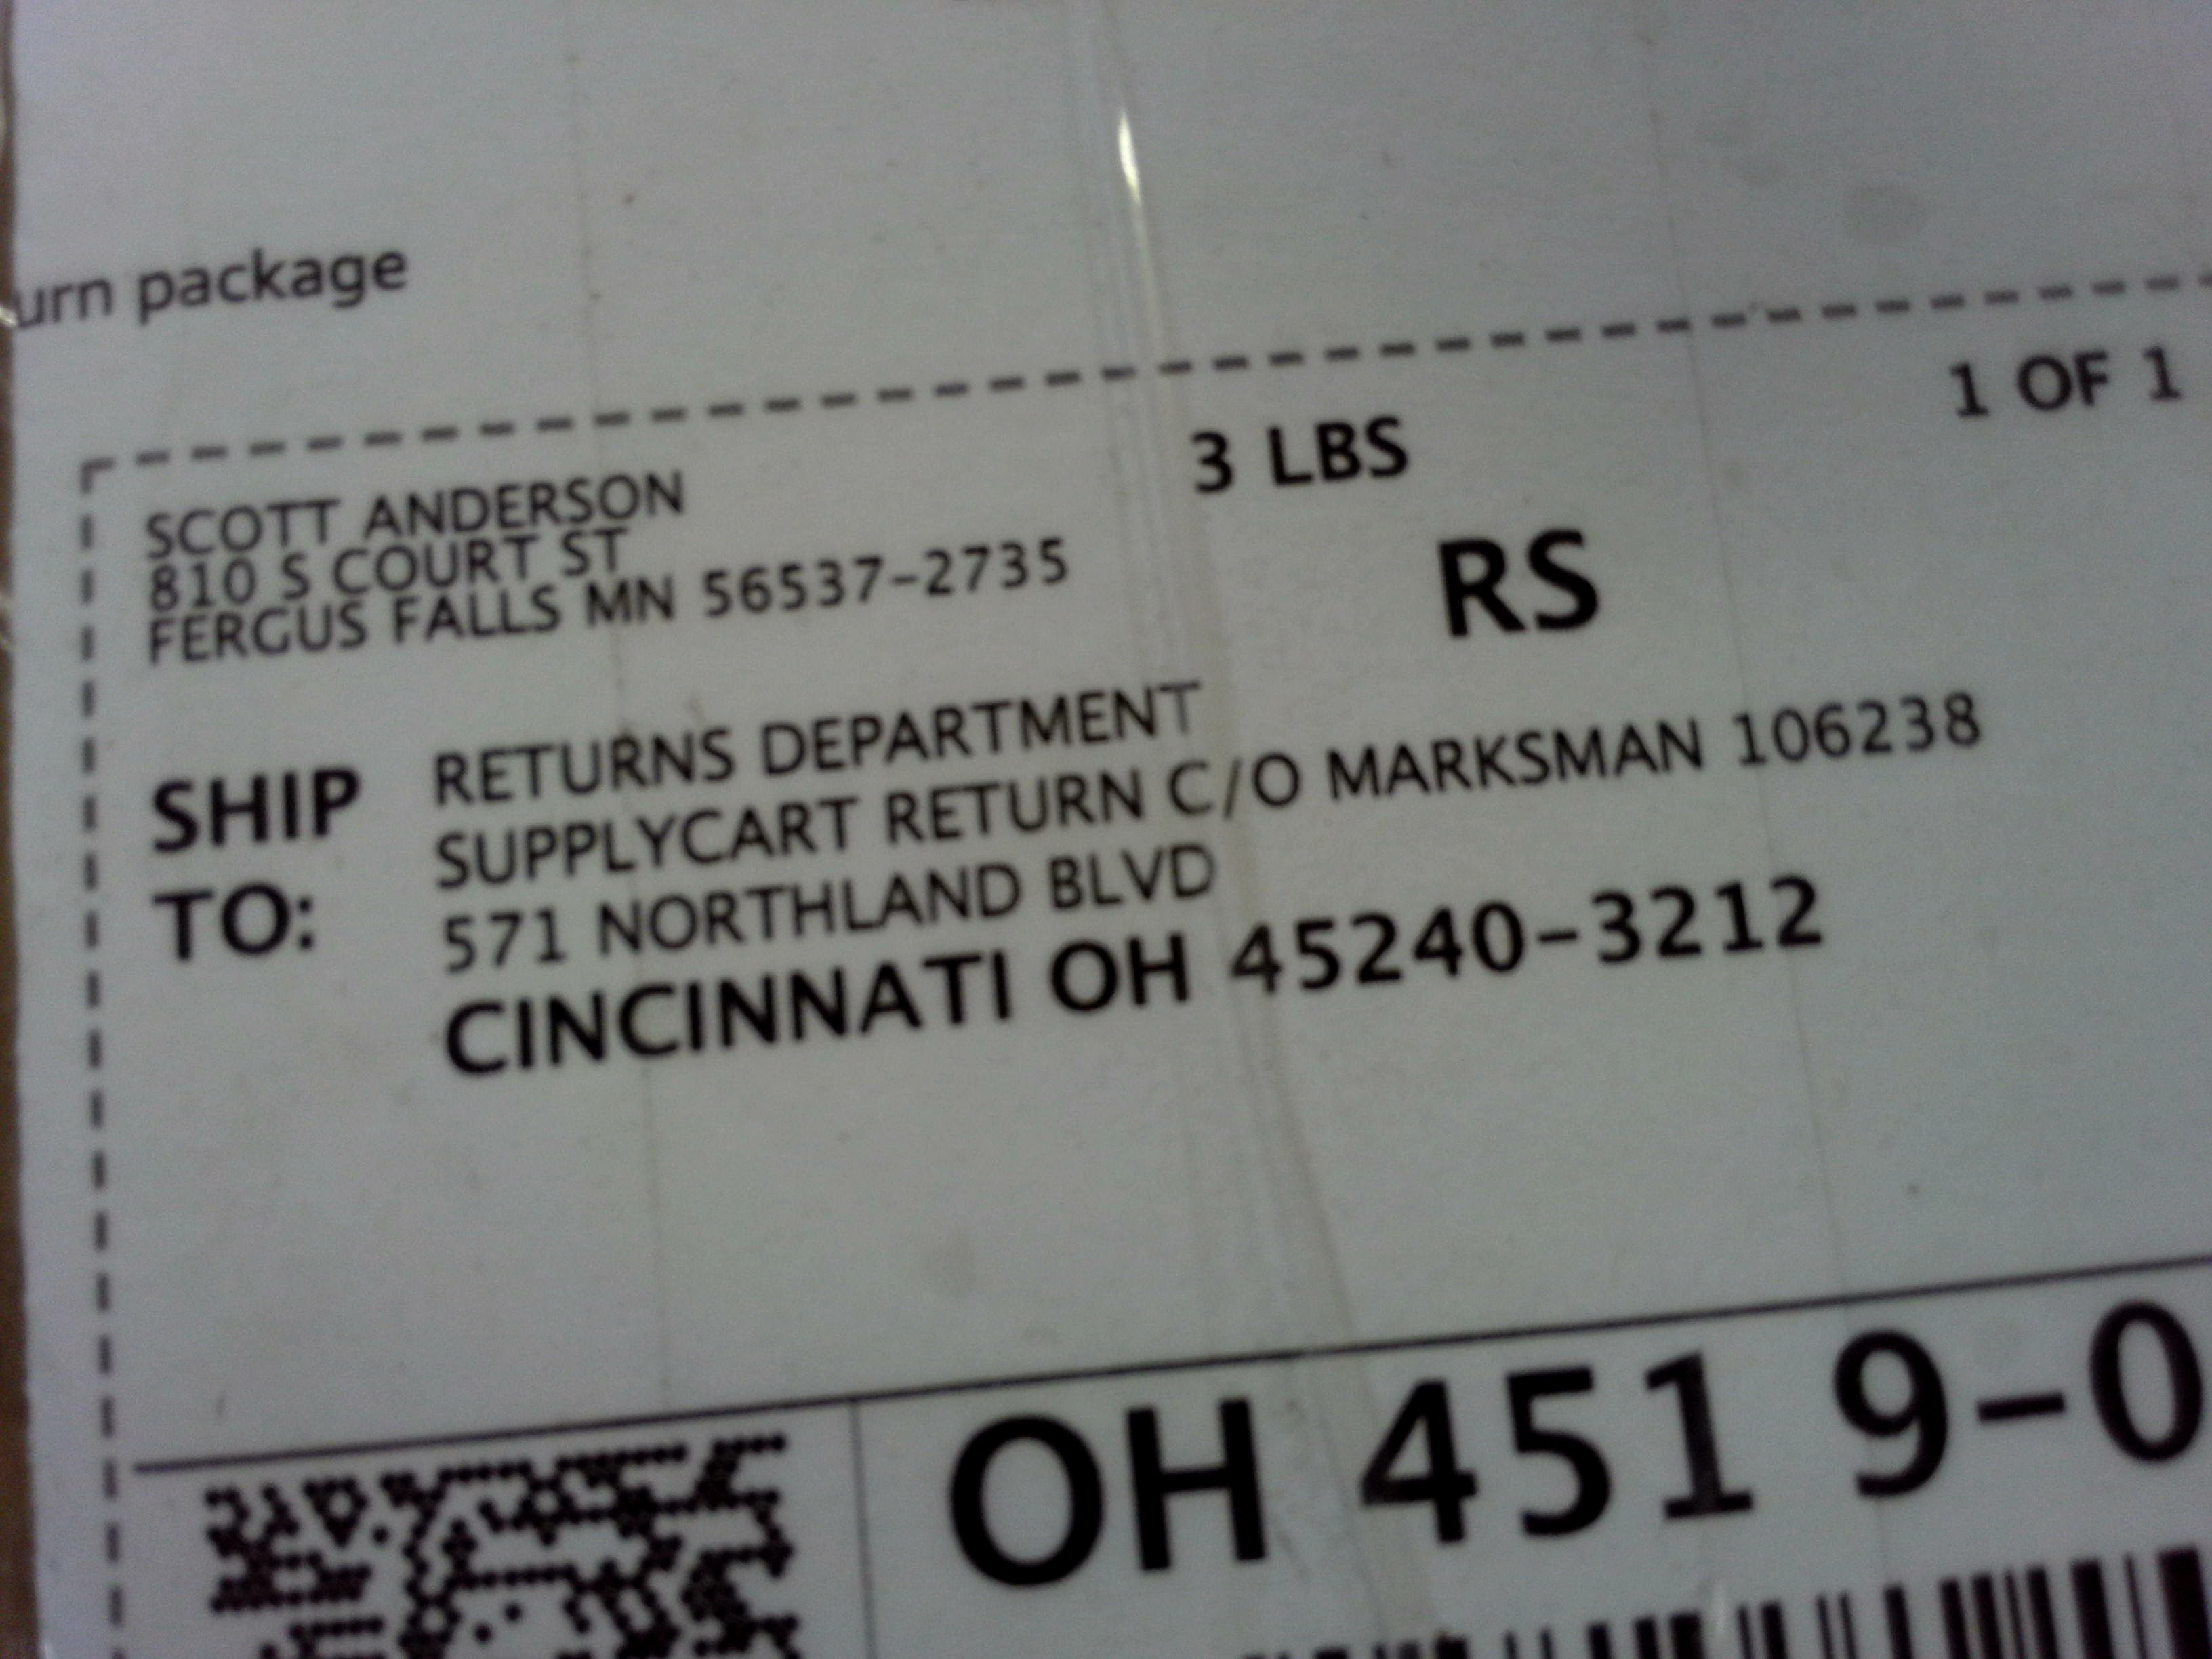 urn package
1 OF 1
3 LBS
RS
SCOTT ANDERSON
810 S COURT ST
FERGUS FALLS MN 56537-2735
SHIP TO:
RETURNS DEPARTMENT
SUPPLYCART RETURN C/O MARKSMAN 106238
571 NORTHLAND BLVD
CINCINNATI OH 45240-3212
OH 451 9-0